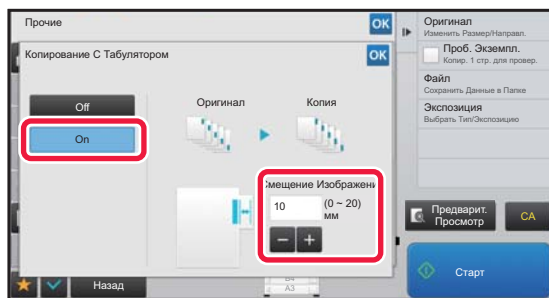 Прочие
OK
Копирование С Табулятором
OK
Off
On
Оригинал
Копия
Смещение Изображени
10
(0 ~ 20)
мм
Назад
A3
Оригинал
Изменить Размер/Направл.
Проб. Экземпл.
Копир. 1 стр. для провер.
Файл
Сохранить Данные в Папке
Экспозиция
Выбрать Тип/Экспозицию
Предварит.
Просмотр
CA
Старт